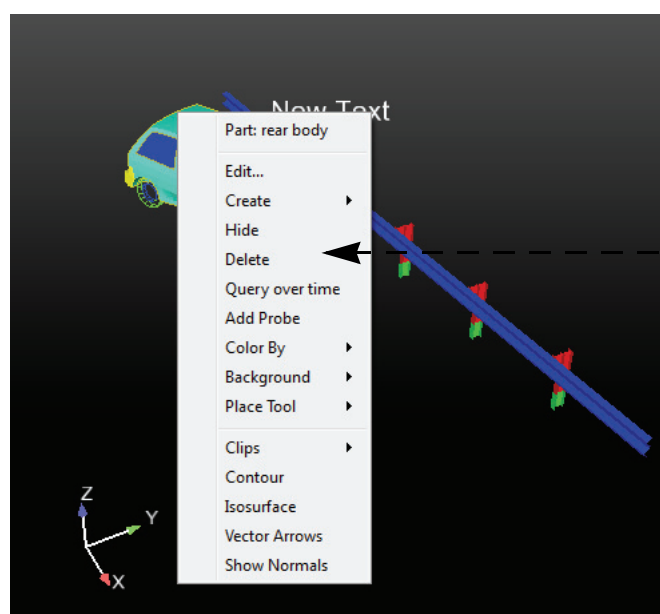 New Text
Part: rear body
Edit...
Create
Hide
Delete
Query over time
Add Probe
Color By
Background
Place Tool
Clips
Contour
Isosurface
Vector Arrows
Show Normals
Z
Y
X